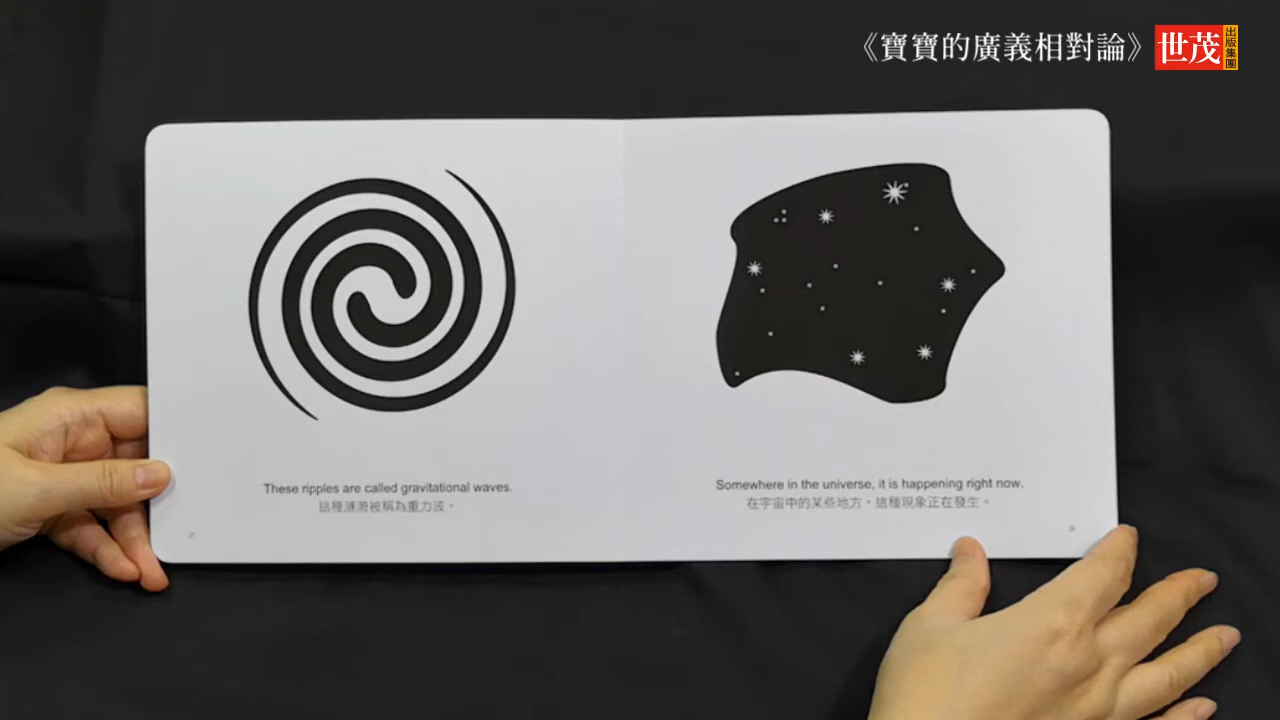 《寶寶的廣義相對論》
世茂
出版集團
These ripples are called gravitational waves.
這種漣漪被稱為重力波。
Somewhere in the universe, it is happening right now.
在宇宙中的某些地方，這種現象正在發生。